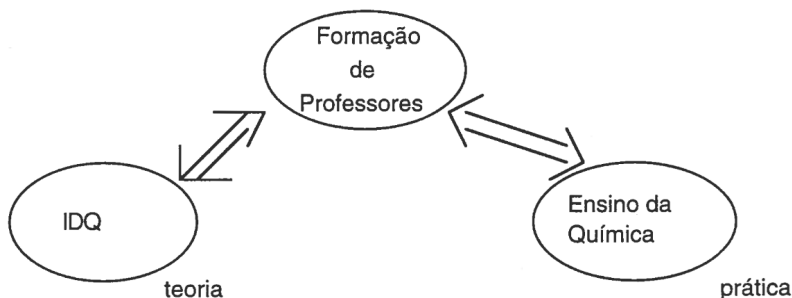 Formação
de
Professores
IDQ
Ensino da
Química
teoria
prática